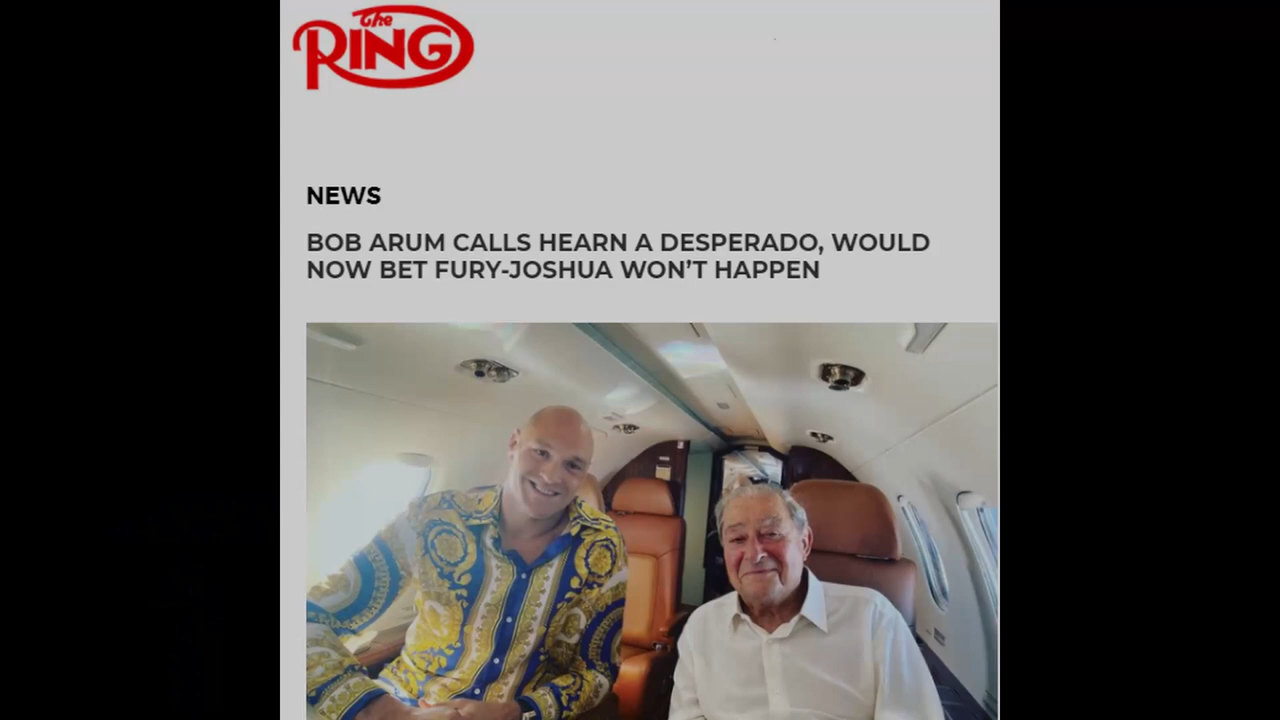 The
RING
NEWS
BOB ARUM CALLS HEARN A DESPERADO, WOULD
NOW BET FURY-JOSHUA WON’T HAPPEN